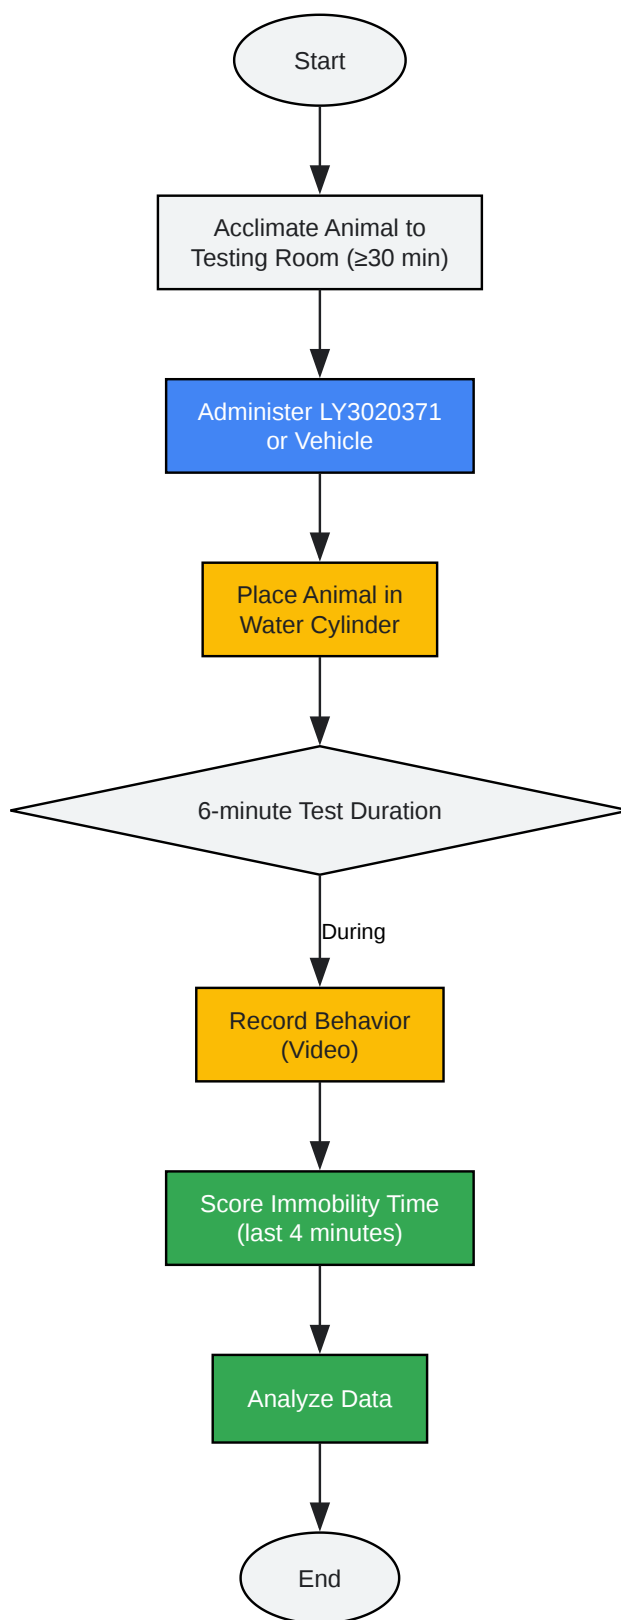 Start
Acclimate Animal to
Testing Room (≥30 min)
Administer LY3020371
or Vehicle
Place Animal in
Water Cylinder
6-minute Test Duration
During
Record Behavior
(Video)
Score Immobility Time
(last 4 minutes)
Analyze Data
End